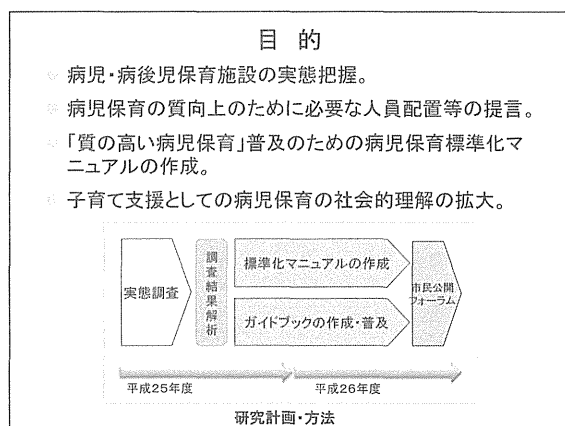 目 的
病児・病後児保育施設の実態把握。
病児保育の質向上のために必要な人員配置等の提言。
「質の高い病児保育」普及のための病児保育標準化マ
ニュアルの作成。
子育て支援としての病児保育の社会的理解の拡大。
実態調査
調査結果解析
標準化マニュアルの作成
ガイドブックの作成・普及
市民公開
フォーラム
平成25年度
平成26年度
研究計画・方法